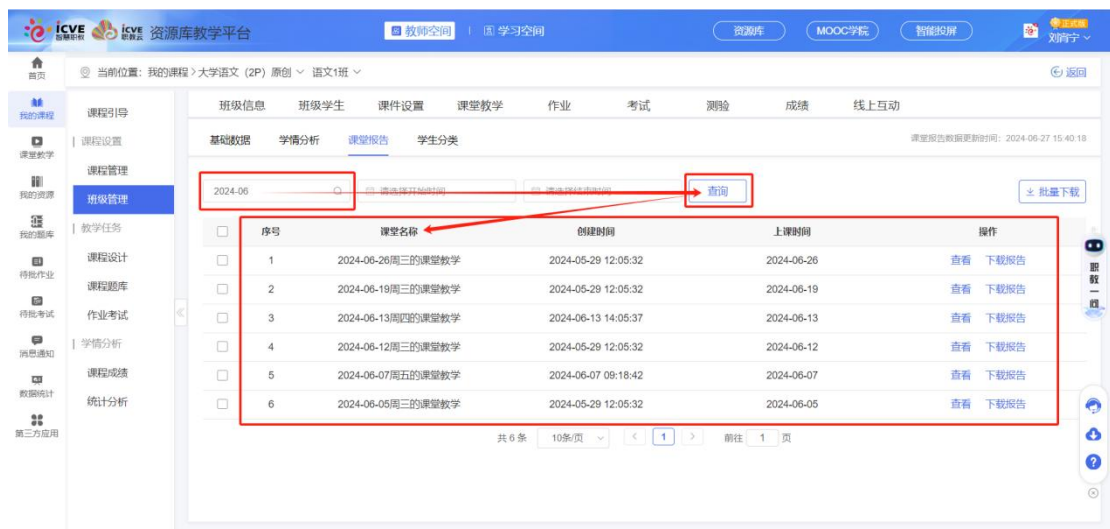 icve 智慧职教 icve 职教云 资源库教学平台 教师空间 学习空间 资源库 MOOC学院 智能投屏 正式版 刘尚宁
首页 当前位置：我的课程 > 大学语文（2P）原创 语文1班 返回
我的课程 课程引导 班级信息 班级学生 课件设置 课堂教学 作业 考试 测验 成绩 线上互动
课堂教学 课程设置 基础数据 学情分析 课堂报告 学生分类 课堂报告数据更新时间：2024-06-27 15:40:18
我的资源 课程管理
班级管理 2024-06 请选择开始时间 请选择结束时间 查询 批量下载
我的题库 教学任务 序号 课堂名称 创建时间 上课时间 操作
待批作业 课程设计 1 2024-06-26周三的课堂教学 2024-05-29 12:05:32 2024-06-26 查看 下载报告
课程题库 2 2024-06-19周三的课堂教学 2024-05-29 12:05:32 2024-06-19 查看 下载报告
待批考试 作业考试 3 2024-06-13周四的课堂教学 2024-06-13 14:05:37 2024-06-13 查看 下载报告
消息通知 学情分析 4 2024-06-12周三的课堂教学 2024-05-29 12:05:32 2024-06-12 查看 下载报告
数据统计 课程成绩 5 2024-06-07周五的课堂教学 2024-06-07 09:18:42 2024-06-07 查看 下载报告
统计分析 6 2024-06-05周三的课堂教学 2024-05-29 12:05:32 2024-06-05 查看 下载报告
第三方应用 共 6 条 10条/页 1 前往 1 页
职教一